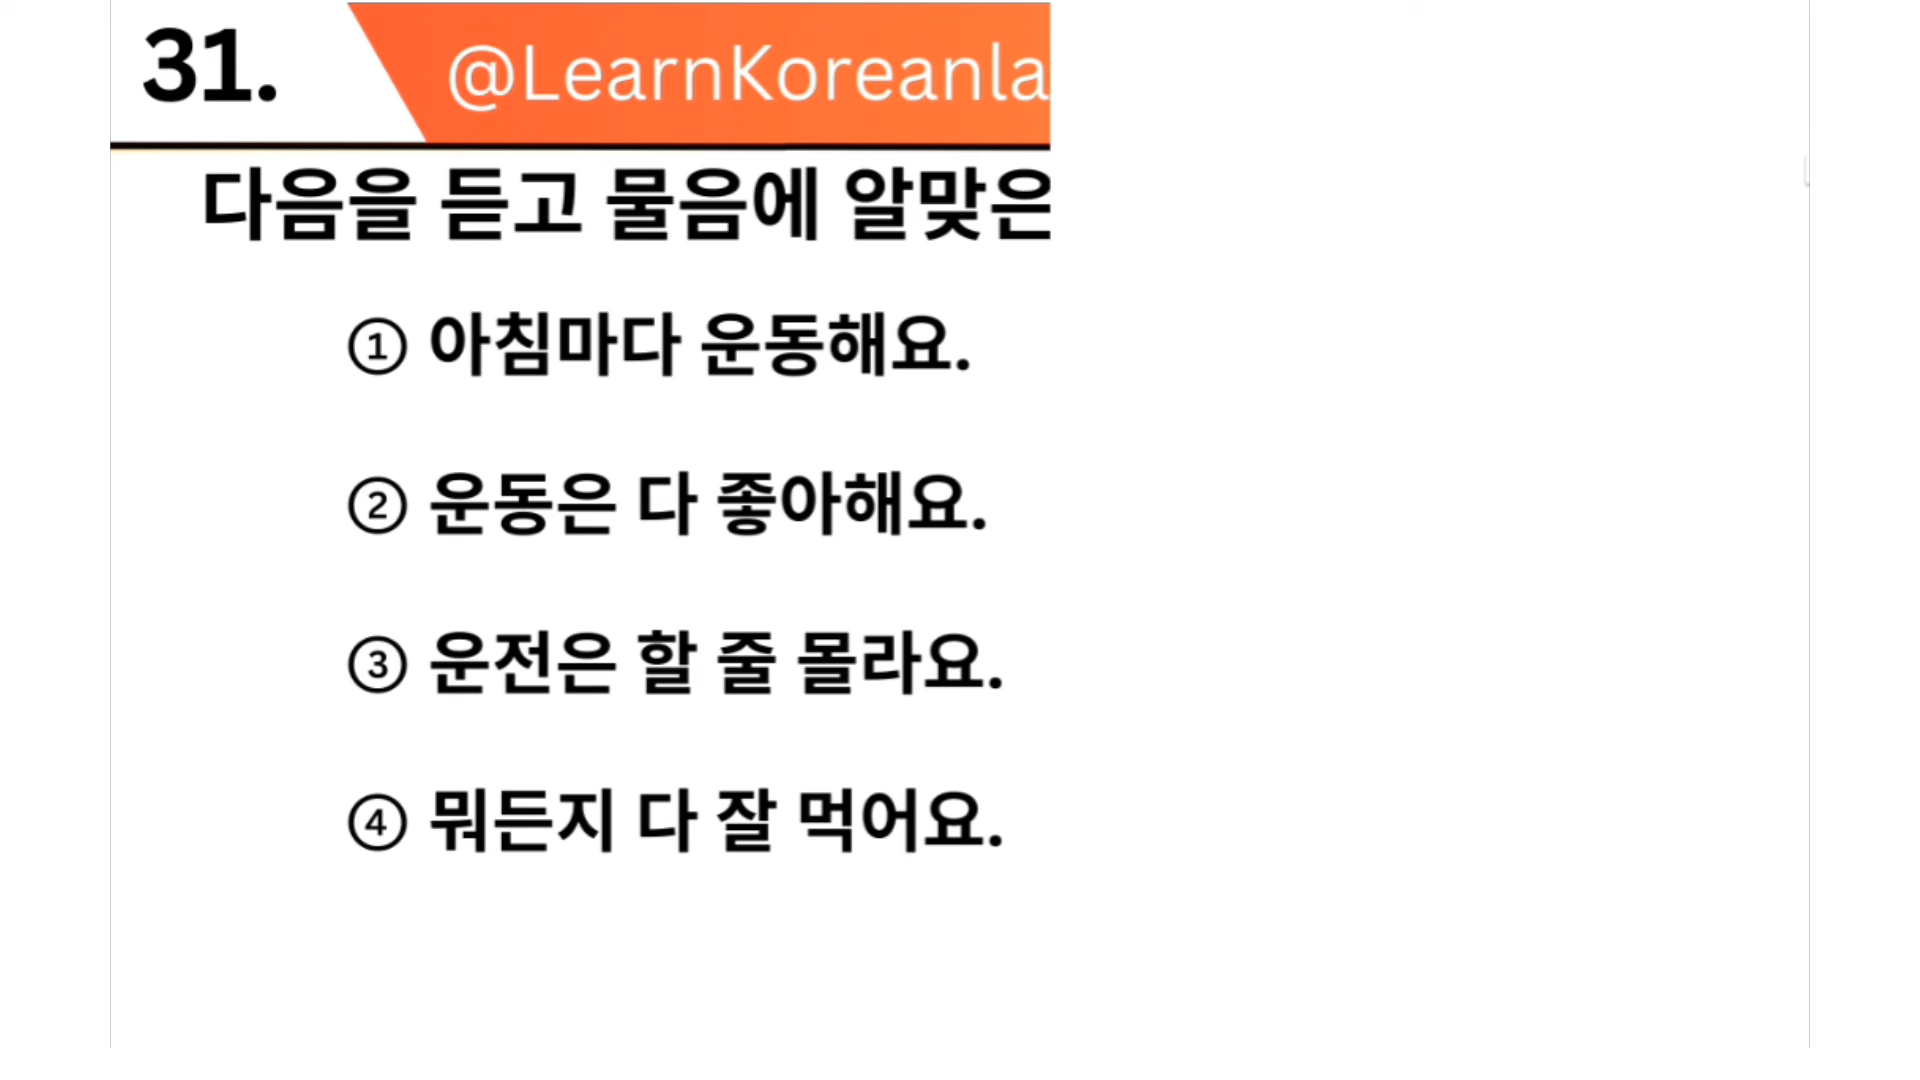 31.
@LearnKoreanla
다음을 듣고 물음에 알맞은
① 아침마다 운동해요.
② 운동은 다 좋아해요.
③ 운전은 할 줄 몰라요.
④ 뭐든지 다 잘 먹어요.